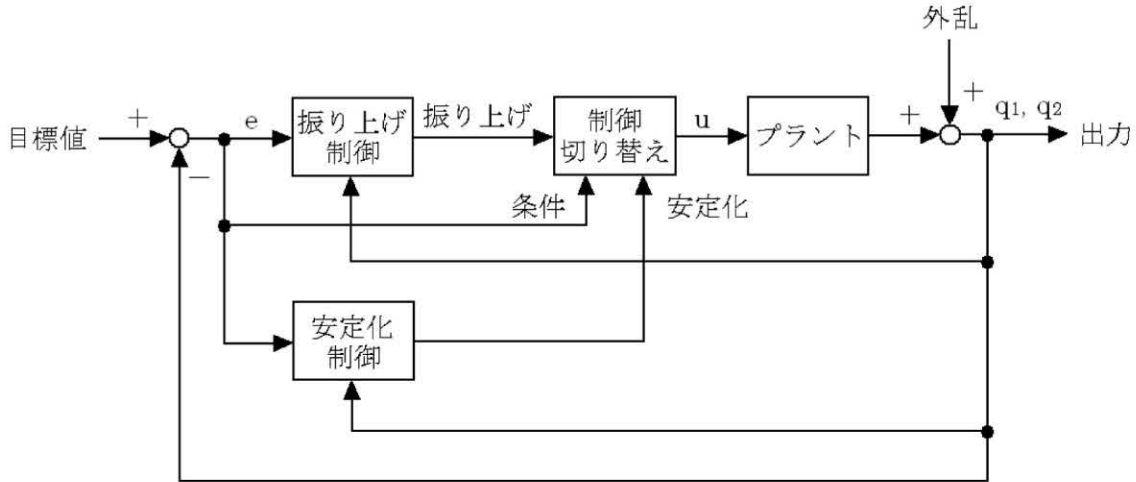 外乱
目標値
+
−
e
振り上げ
制御
振り上げ
制御
切り替え
u
プラント
+
+
q1, q2
出力
条件
安定化
安定化
制御